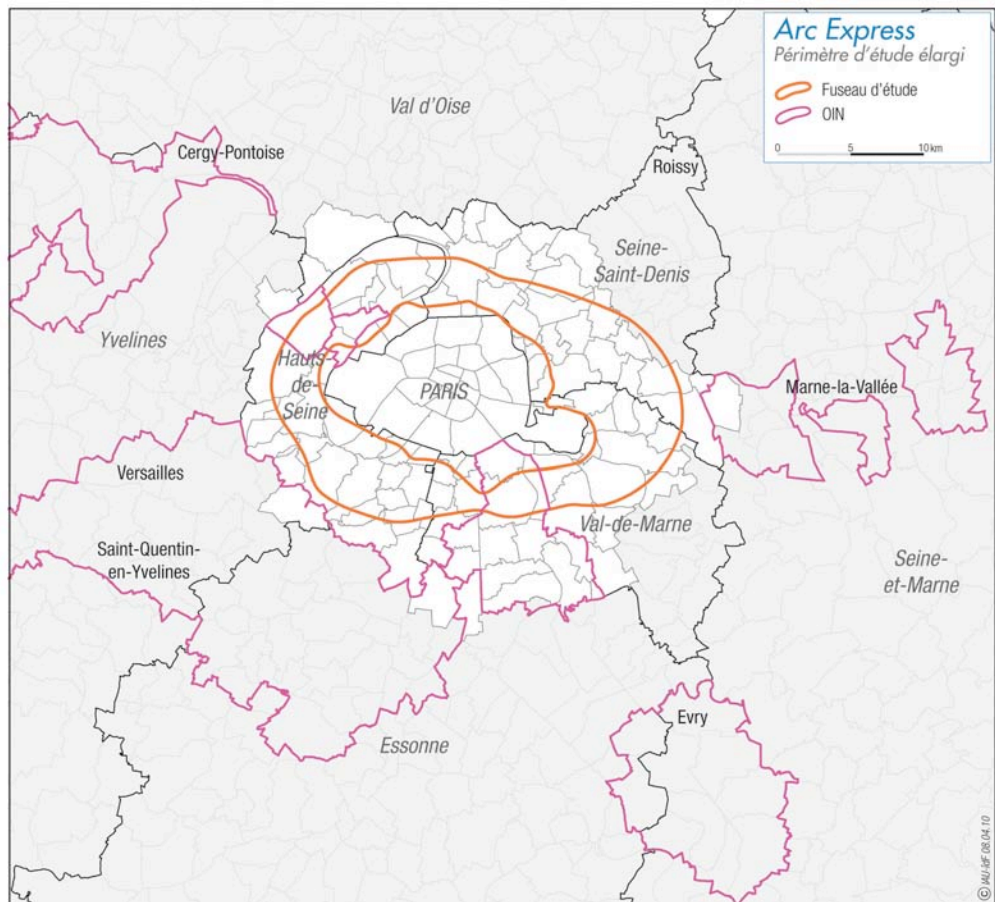 Arc Express
Périmètre d'étude élargi
Fuseau d'étude
OIN
0 5 10 km
Val d'Oise
Cergy-Pontoise
Roissy
Seine-
Saint-Denis
Yvelines
Hauts-
de-
Seine
PARIS
Marne-la-Vallée
Versailles
Val-de-Marne
Saint-Quentin-
en-Yvelines
Seine-
et-Marne
Evry
Essonne
© IAU-îdF 08.04.10